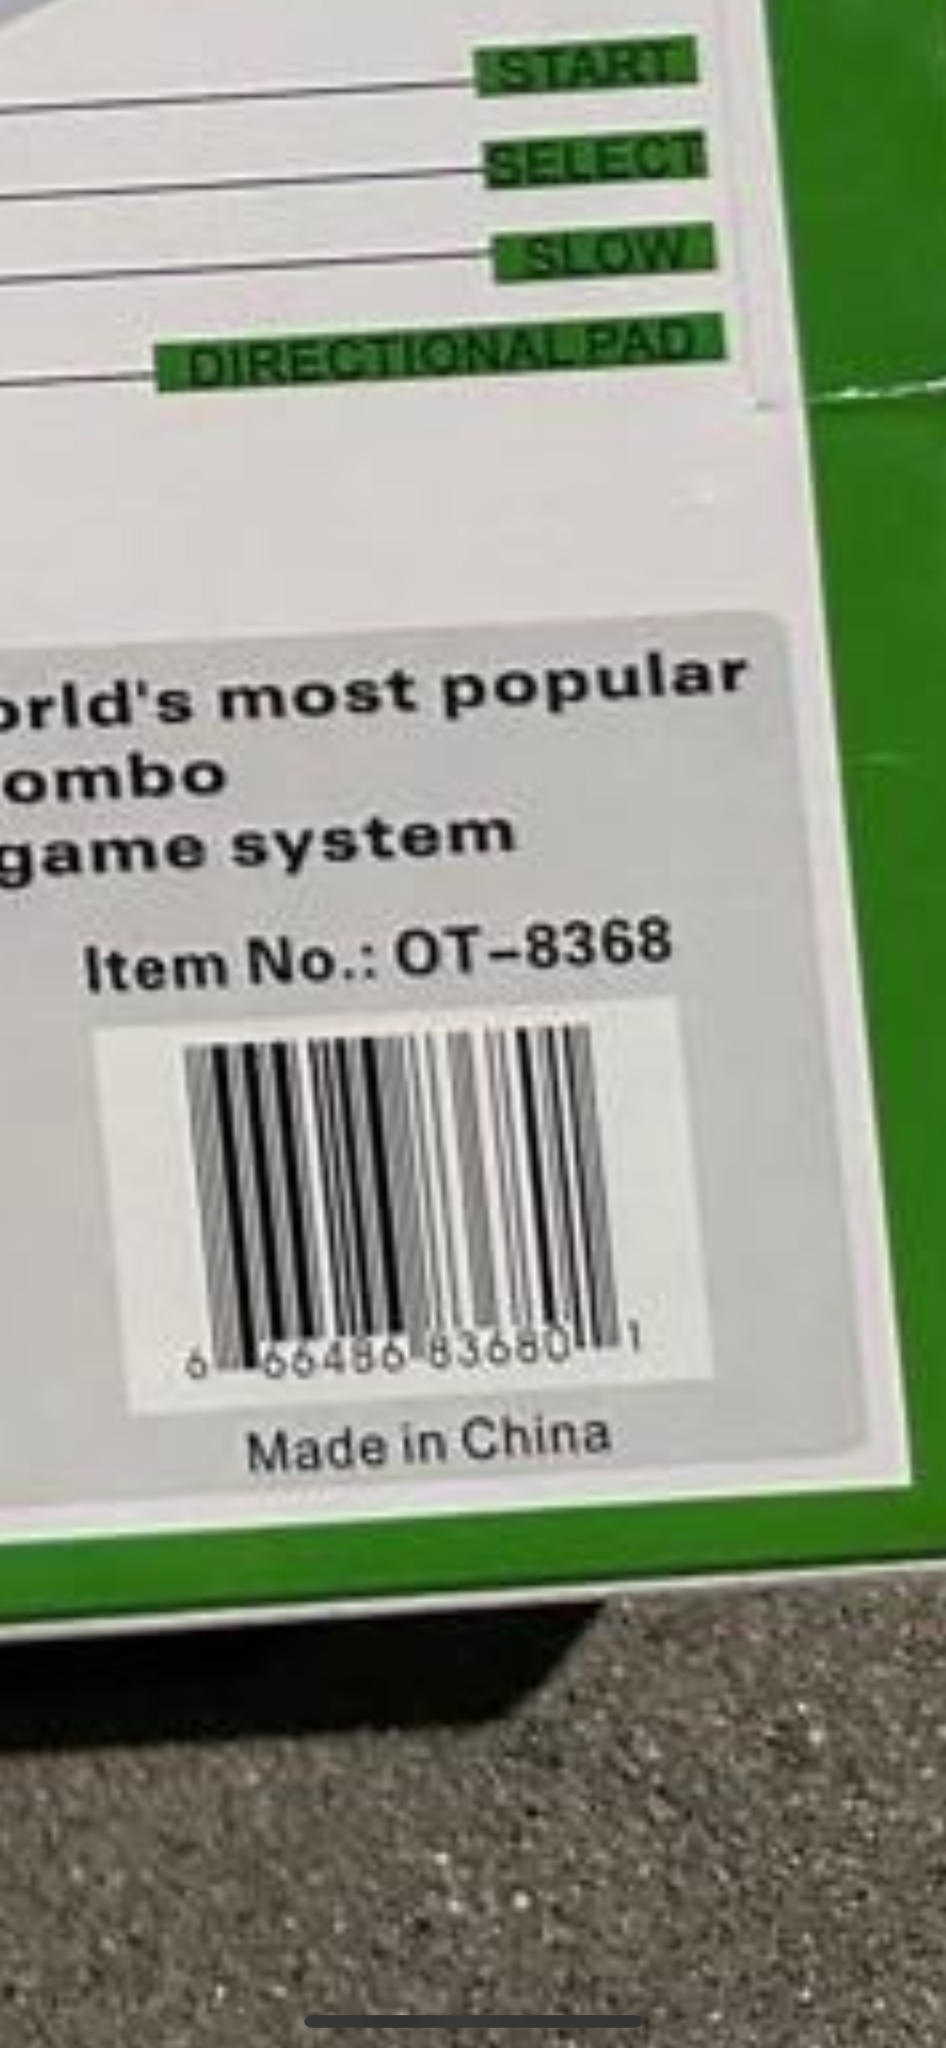 START
SELECT
SLOW
DIRECTIONAL PAD
orld's most popular
ombo
game system
Item No.: OT-8368
6 66486 83680 1
Made in China